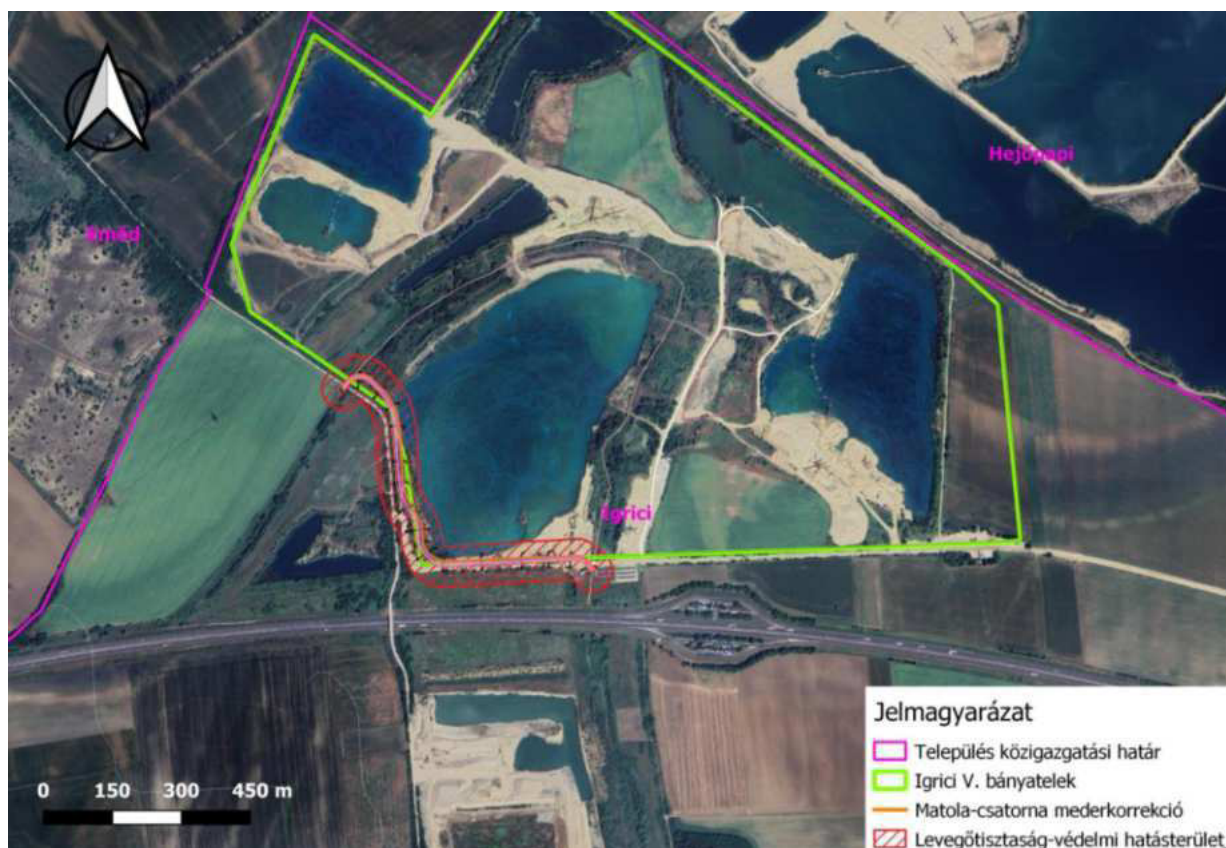 Hejőpapi
Emőd
Igrici
0 150 300 450 m
Jelmagyarázat
Település közigazgatási határ
Igrici V. bányatelek
Matola-csatorna mederkorrekció
Levegőtisztaság-védelmi hatásterület